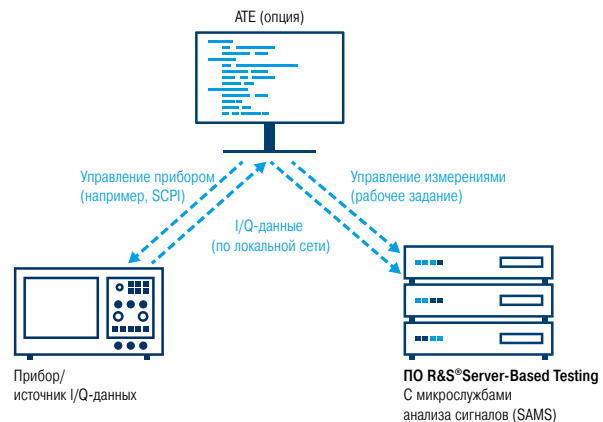 ATE (опция)
Управление прибором
(например, SCPI)
Управление измерениями
(рабочее задание)
I/Q-данные
(по локальной сети)
Прибор/
источник I/Q-данных
ПО R&S®Server-Based Testing
С микрослужбами
анализа сигналов (SAMS)